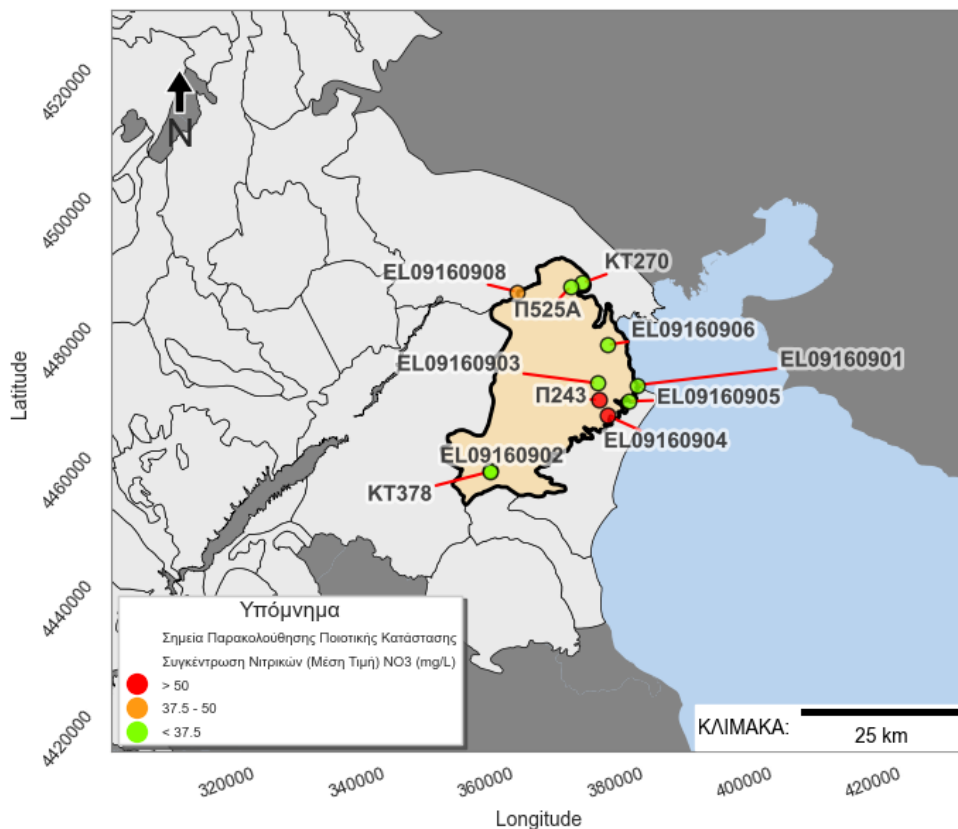 N
4520000
4500000
4480000
4460000
4440000
4420000
Latitude
KT270
EL09160908
Π525Α
EL09160906
EL09160903
EL09160901
Π243
EL09160905
EL09160904
EL09160902
KT378
Υπόμνημα
Σημεία Παρακολούθησης Ποιοτικής Κατάστασης
Συγκέντρωση Νιτρικών (Μέση Τιμή) NO3 (mg/L)
> 50
37.5 - 50
< 37.5
ΚΛΙΜΑΚΑ:
25 km
320000
340000
360000
380000
400000
420000
Longitude